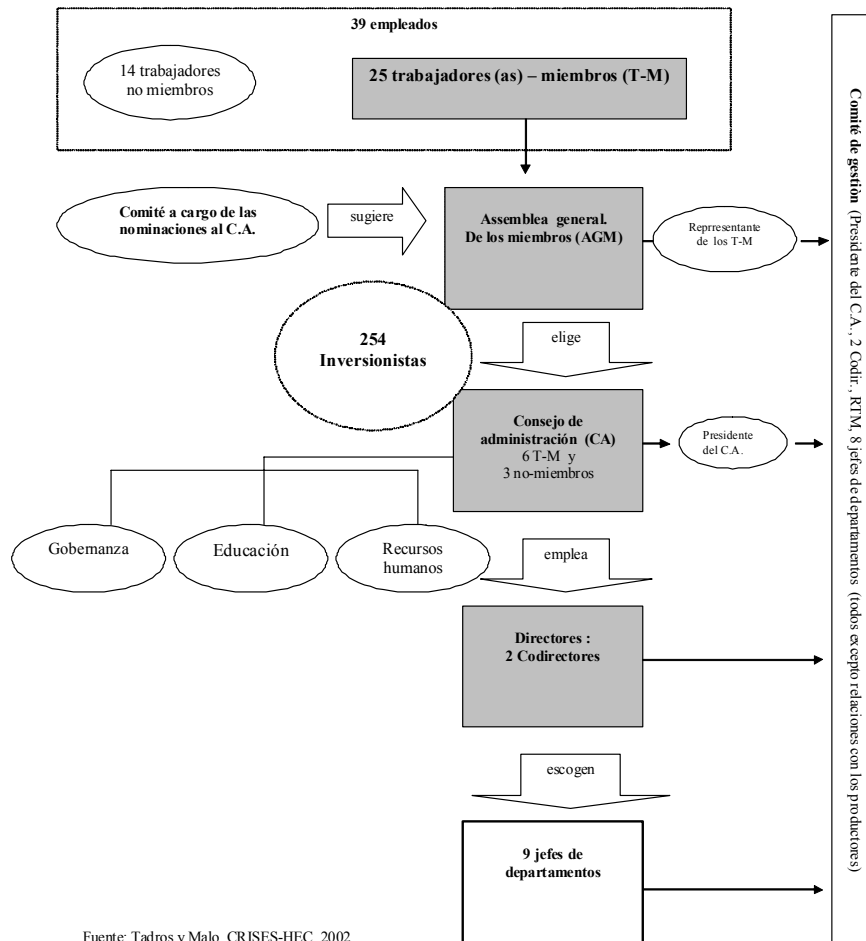 39 empleados
14 trabajadores
no miembros
25 trabajadores (as) – miembros (T-M)
Comité a cargo de las
nominaciones al C.A.
sugiere
Assemblea general.
De los miembros (AGM)
Reprresentante
de los T-M
254
Inversionistas
elige
Consejo de
administración (CA)
6 T-M y
3 no-miembros
Presidente
del C.A.
Gobernanza
Educación
Recursos
humanos
emplea
Directores :
2 Codirectores
escogen
9 jefes de
departamentos
Comité de gestiòn (Presidente del C.A., 2 Codir., RTM, 8 jefes de departamentos (todos excepto relaciones con los productores)
Fuente: Tadros y Malo, CRISES-HEC, 2002